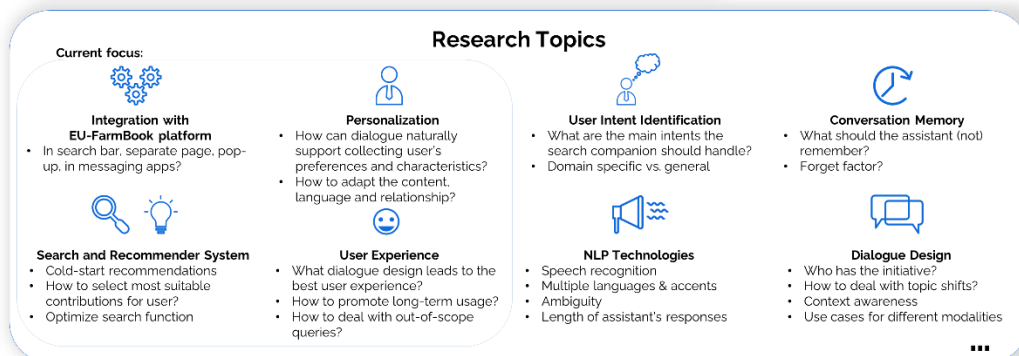 Research Topics
Current focus:
Integration with
EU-FarmBook platform
• In search bar, separate page, pop-
up, in messaging apps?
Personalization
• How can dialogue naturally
support collecting user's
preferences and characteristics?
• How to adapt the content,
language and relationship?
User Intent Identification
• What are the main intents the
search companion should handle?
• Domain specific vs. general
Conversation Memory
• What should the assistant (not)
remember?
• Forget factor?
Search and Recommender System
• Cold-start recommendations
• How to select most suitable
contributions for user?
• Optimize search function
User Experience
• What dialogue design leads to the
best user experience?
• How to promote long-term usage?
• How to deal with out-of-scope
queries?
NLP Technologies
• Speech recognition
• Multiple languages & accents
• Ambiguity
• Length of assistant's responses
Dialogue Design
• Who has the initiative?
• How to deal with topic shifts?
• Context awareness
• Use cases for different modalities
...